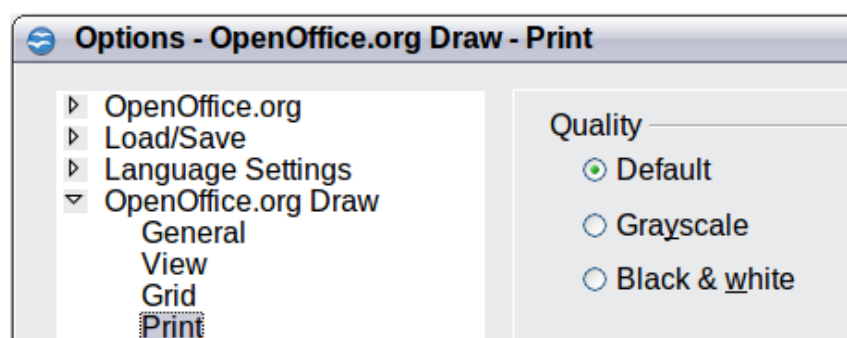 Options - OpenOffice.org Draw - Print
OpenOffice.org
Load/Save
Language Settings
OpenOffice.org Draw
General
View
Grid
Print
Quality
Default
Grayscale
Black & white